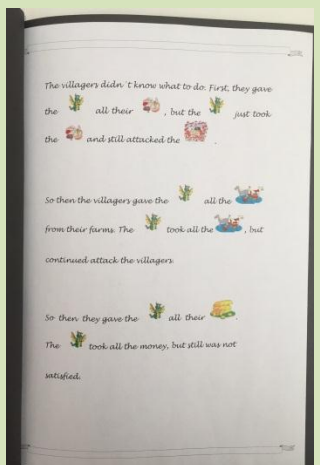 The villagers didn´t know what to do. First, they gave
the all their , but the just took
the and still attacked the .
So then the villagers gave the all the
from their farms. The took all the , but
continued attack the villagers.
So then they gave the all their .
The took all the money, but still was not
satisfied.